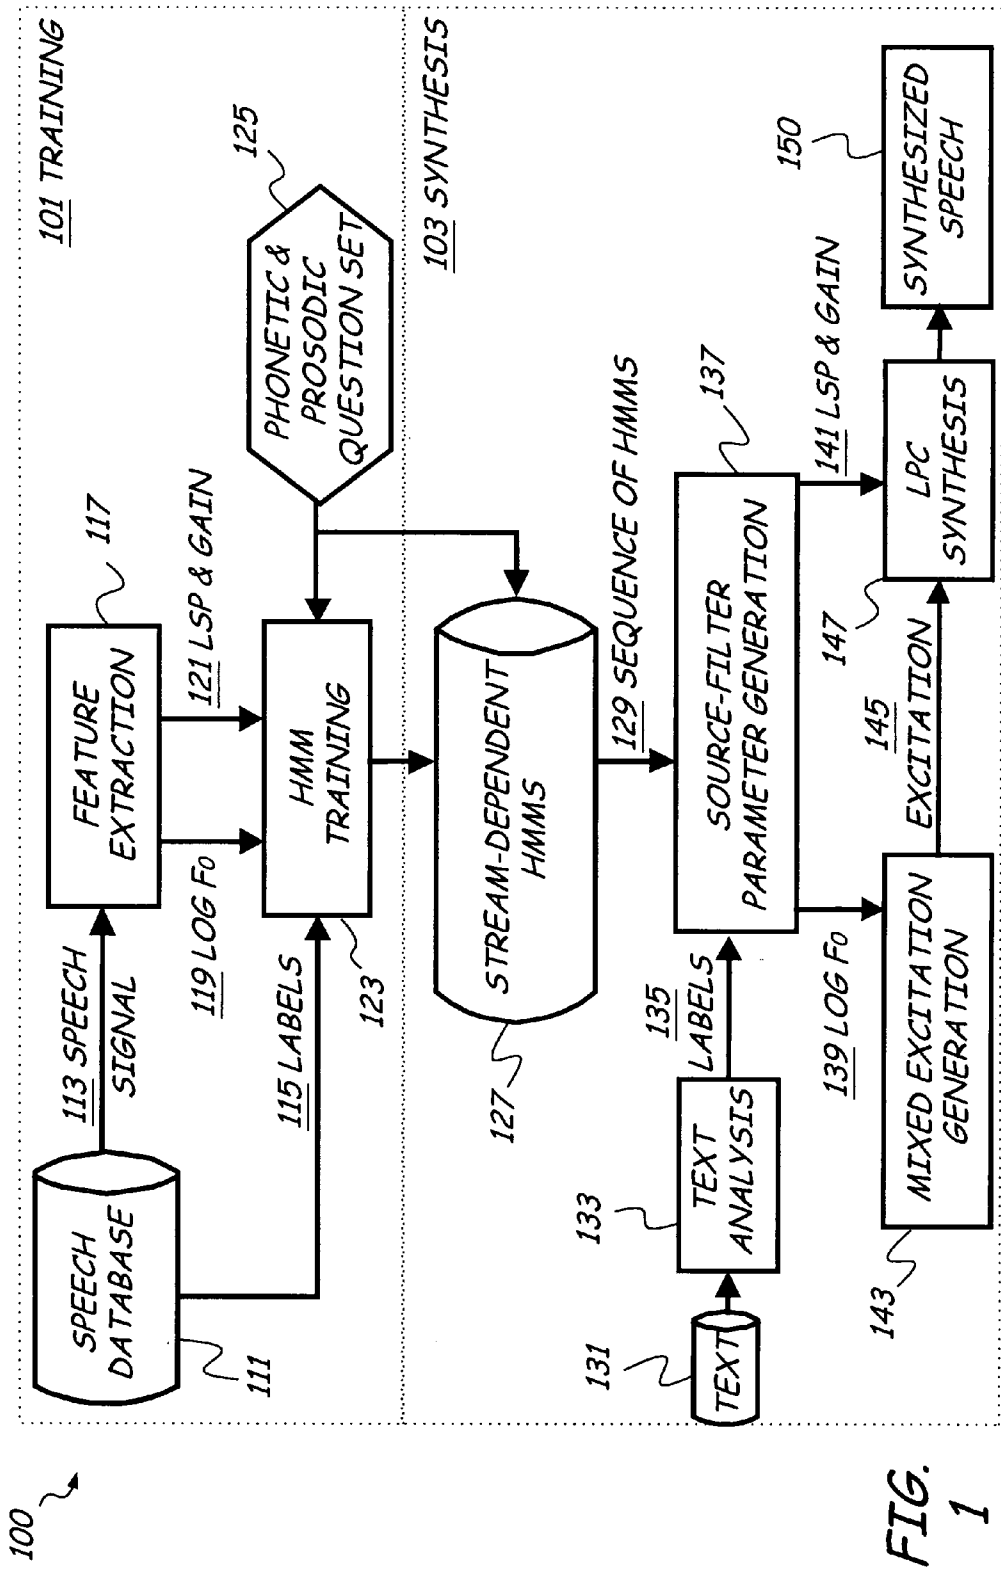 100
101 TRAINING
SPEECH
DATABASE
111
113 SPEECH
SIGNAL
115 LABELS
FEATURE
EXTRACTION
117
119 LOG F0
121 LSP & GAIN
HMM
TRAINING
123
PHONETIC &
PROSODIC
QUESTION SET
125
103 SYNTHESIS
STREAM-DEPENDENT
HMMS
127
129 SEQUENCE OF HMMS
TEXT
131
TEXT
ANALYSIS
133
135
LABELS
SOURCE-FILTER
PARAMETER GENERATION
137
139 LOG F0
141 LSP & GAIN
MIXED EXCITATION
GENERATION
143
145
EXCITATION
LPC
SYNTHESIS
147
SYNTHESIZED
SPEECH
150
FIG.
1